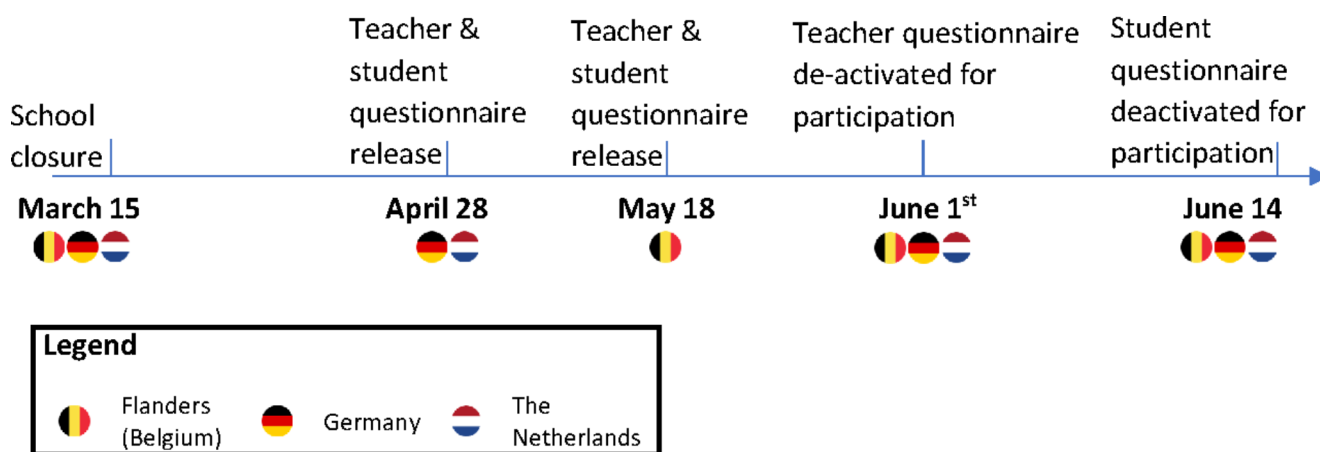 School
closure
Teacher &
student
questionnaire
release
Teacher &
student
questionnaire
release
Teacher questionnaire
de-activated for
participation
Student
questionnaire
deactivated for
participation
March 15
April 28
May 18
June 1st
June 14
Legend
Flanders
(Belgium)
Germany
The
Netherlands